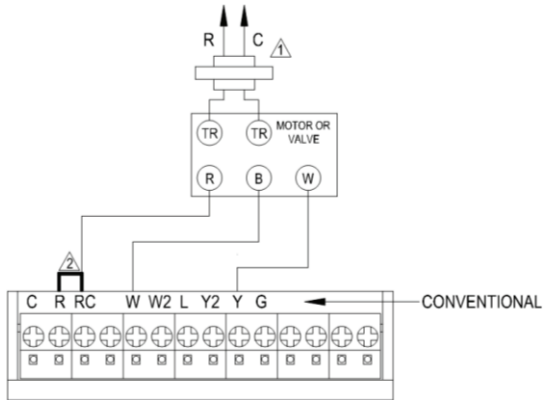 R C 1
TR TR MOTOR OR
VALVE
R B W
2
C R RC W W2 L Y2 Y G CONVENTIONAL